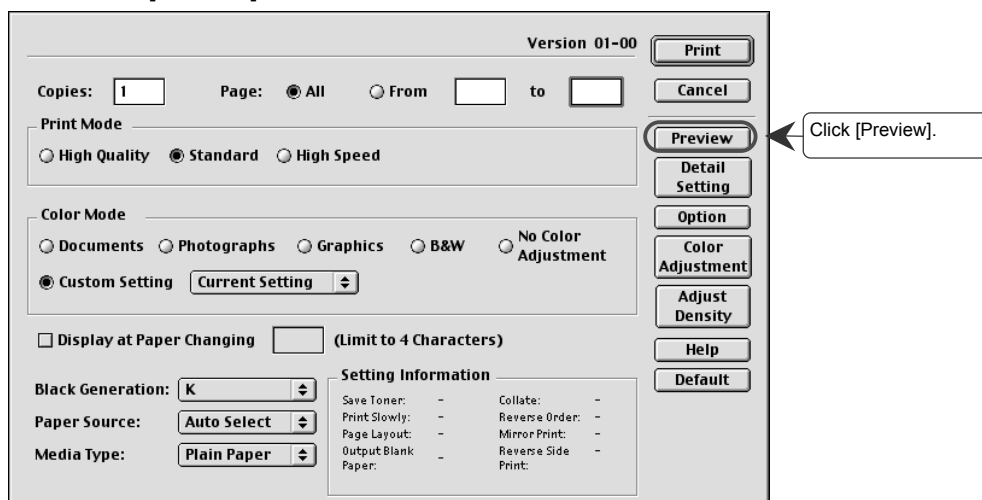 Version 01-00
Print
Copies: 1 Page: All From to
Cancel
Print Mode
Preview
Click [Preview].
High Quality Standard High Speed
Detail
Setting
Color Mode
Option
Documents Photographs Graphics B&W No Color
Adjustment
Color
Adjustment
Custom Setting Current Setting
Adjust
Density
Display at Paper Changing (Limit to 4 Characters)
Help
Default
Black Generation: K
Paper Source: Auto Select
Media Type: Plain Paper
Setting Information
Save Toner: - Collate: -
Print Slowly: - Reverse Order: -
Page Layout: - Mirror Print: -
Output Blank
Paper: -
Reverse Side
Print: -